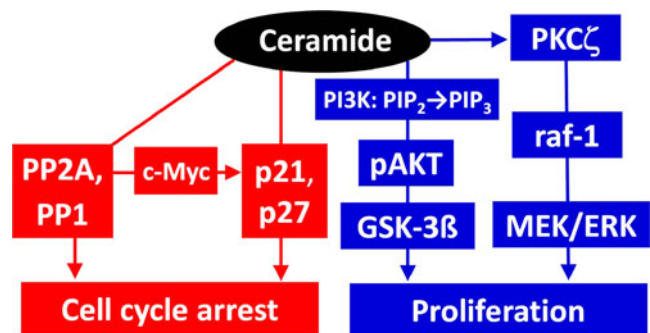 Ceramide
PKCζ
PI3K: PIP₂→PIP₃
raf-1
PP2A,
PP1
c-Myc
p21,
p27
pAKT
GSK-3ß
MEK/ERK
Cell cycle arrest
Proliferation